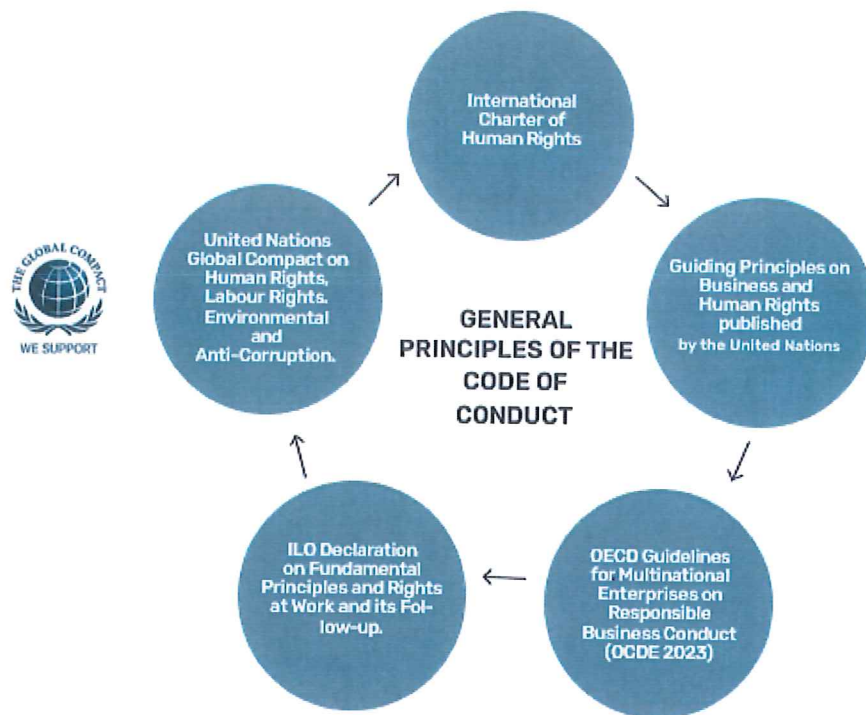 International
Charter of
Human Rights
United Nations
Global Compact on
Human Rights,
Labour Rights.
Environmental
and
Anti-Corruption.
THE GLOBAL COMPACT
WE SUPPORT
Guiding Principles on
Business and
Human Rights
published
by the United Nations
GENERAL
PRINCIPLES OF THE
CODE OF
CONDUCT
ILO Declaration
on Fundamental
Principles and Rights
at Work and its Fol-
low-up.
OECD Guidelines
for Multinational
Enterprises on
Responsible
Business Conduct
(OCDE 2023)